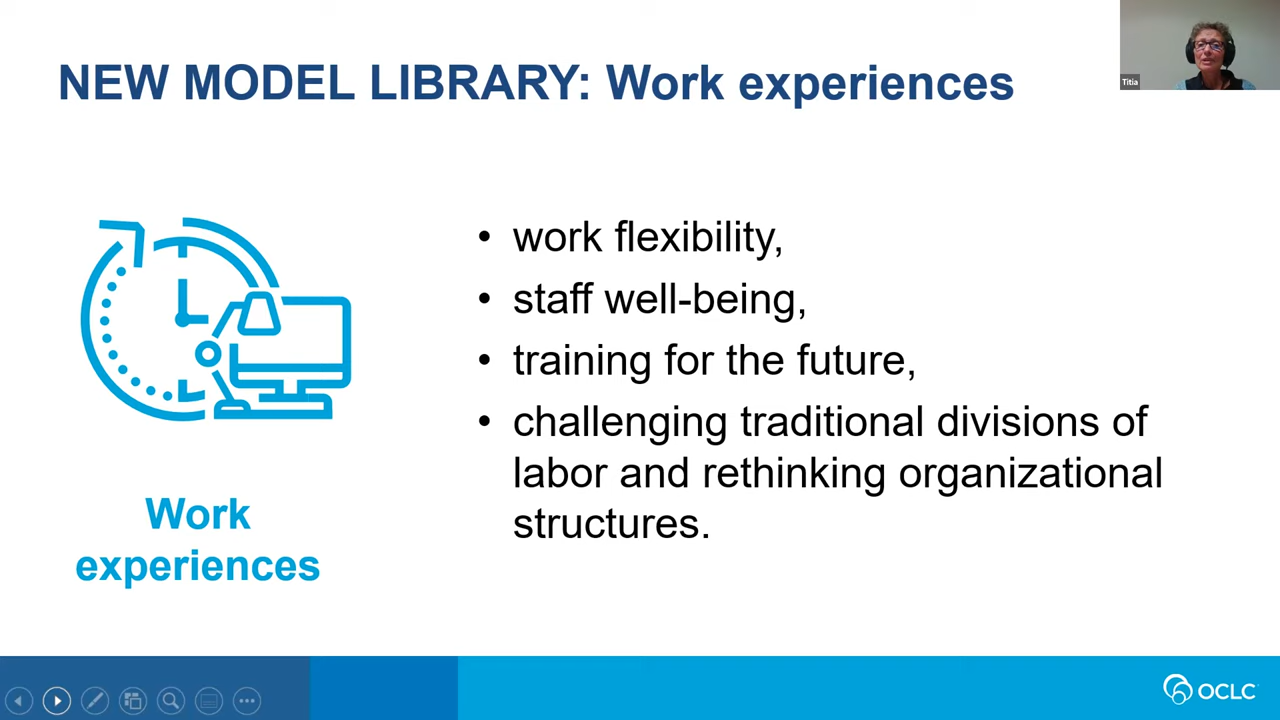 NEW MODEL LIBRARY: Work experiences
Titia
• work flexibility,
• staff well-being,
• training for the future,
• challenging traditional divisions of
labor and rethinking organizational
structures.
Work
experiences
OCLC